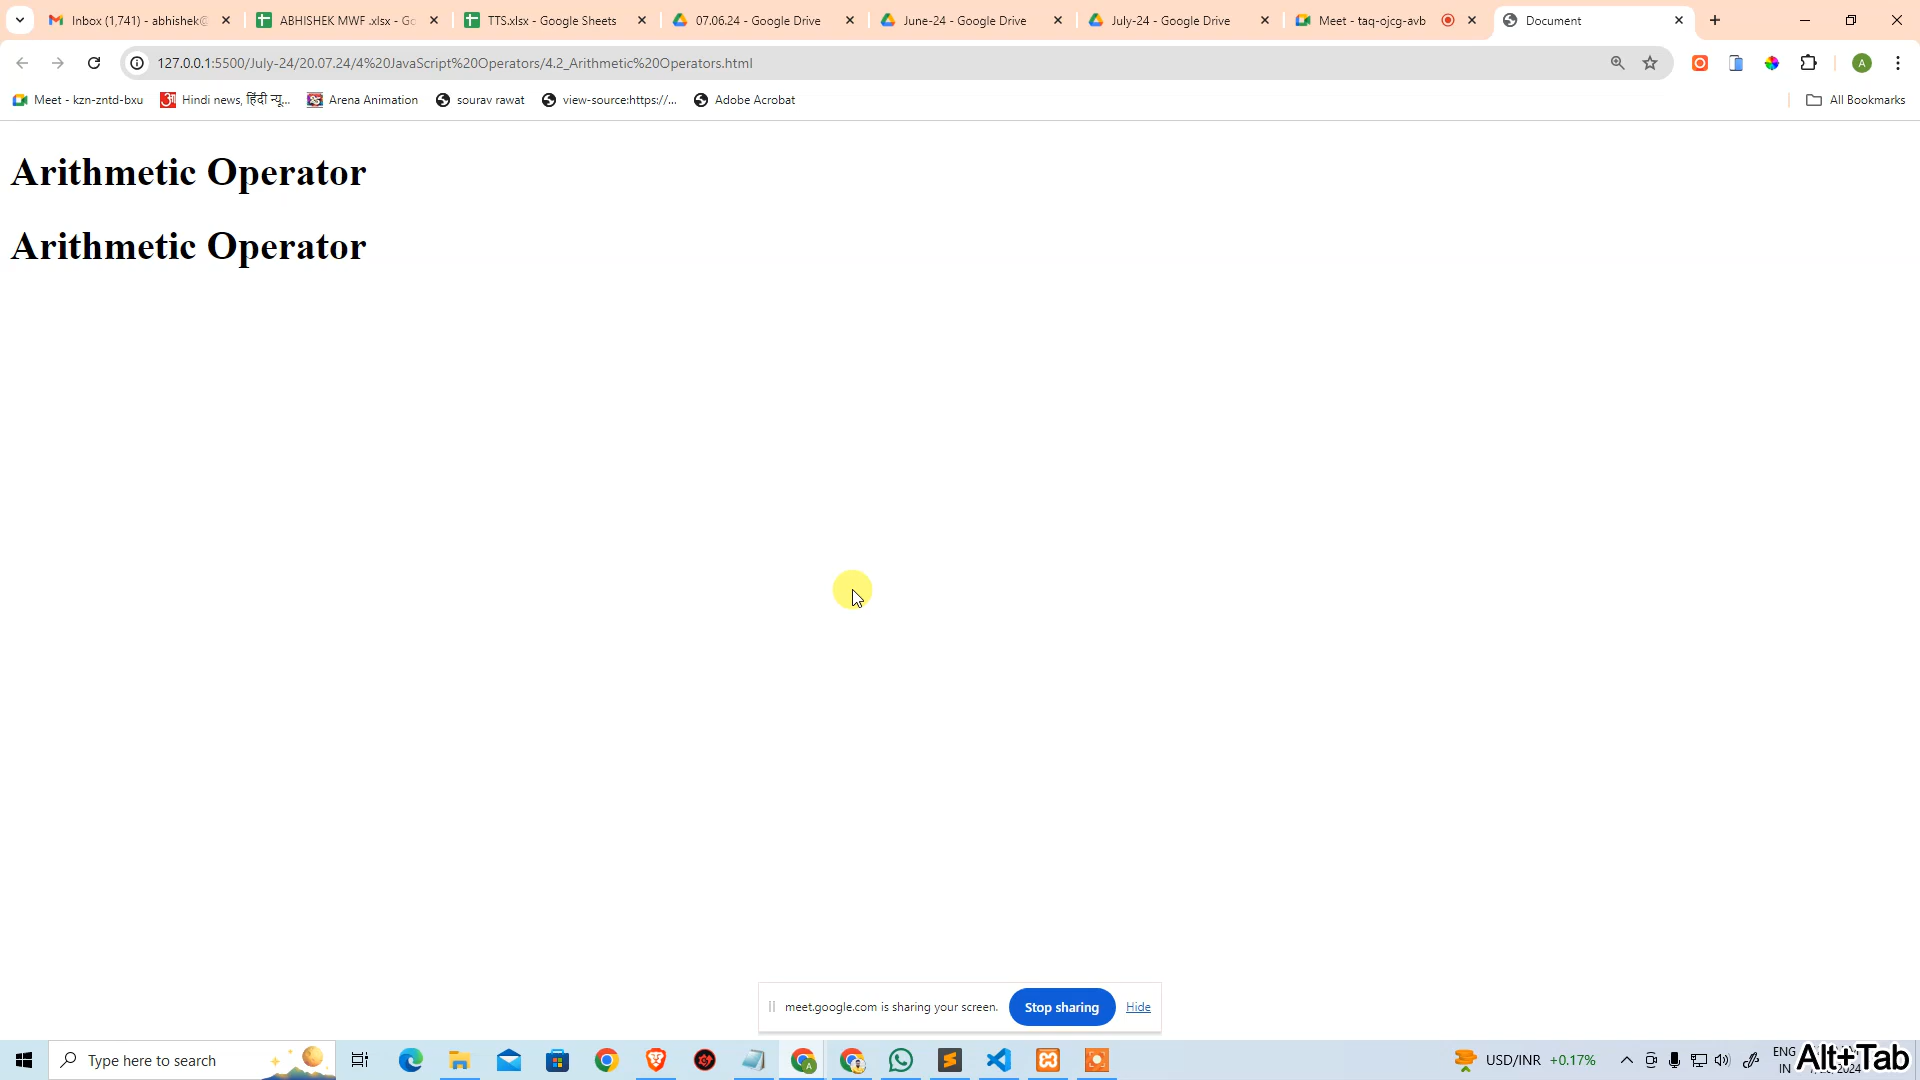 Inbox (1,741) - abhishek@
ABHISHEK MWF .xlsx - Go
TTS.xlsx - Google Sheets
07.06.24 - Google Drive
June-24 - Google Drive
July-24 - Google Drive
Meet - taq-ojcg-avb
Document
127.0.0.1:5500/July-24/20.07.24/4%20JavaScript%20Operators/4.2_Arithmetic%20Operators.html
A
Meet - kzn-zntd-bxu
Hindi news, हिंदी न्यू...
Arena Animation
sourav rawat
view-source:https://...
Adobe Acrobat
All Bookmarks
Arithmetic Operator
Arithmetic Operator
meet.google.com is sharing your screen.
Stop sharing
Hide
Type here to search
USD/INR +0.17%
ENG
IN
Alt+Tab